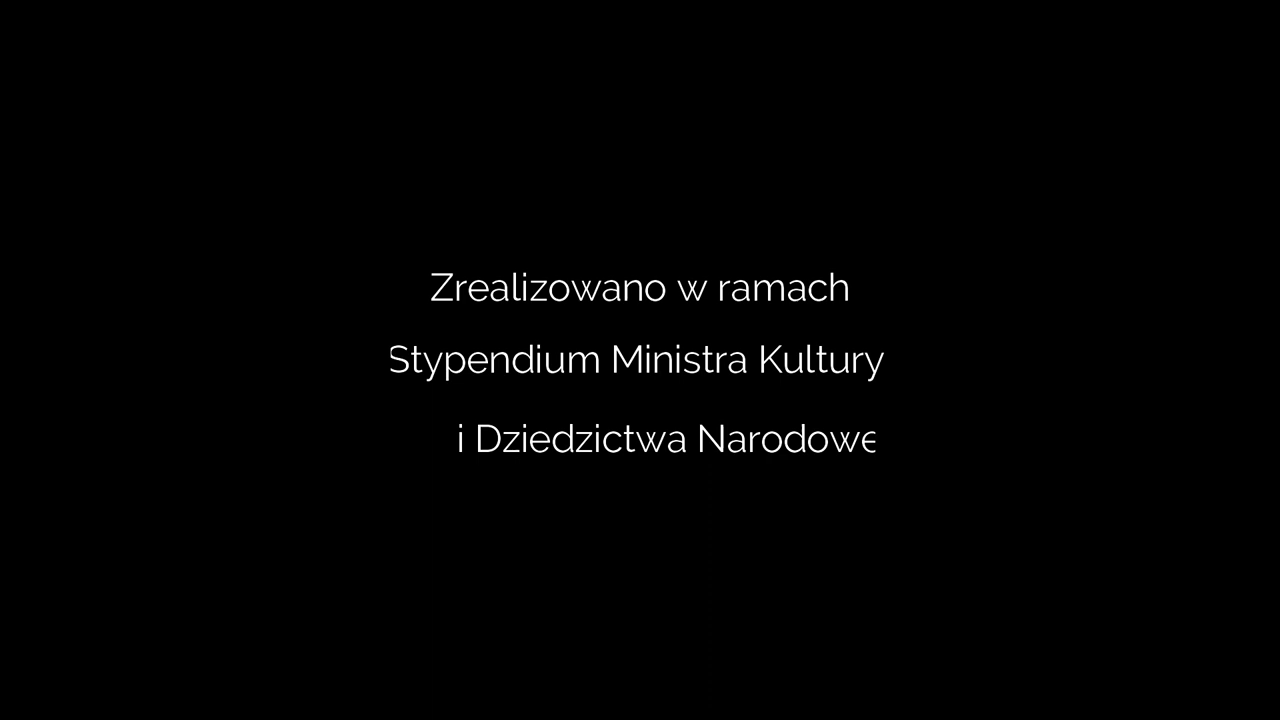 Zrealizowano w ramach
Stypendium Ministra Kultury
i Dziedzictwa Narodowe